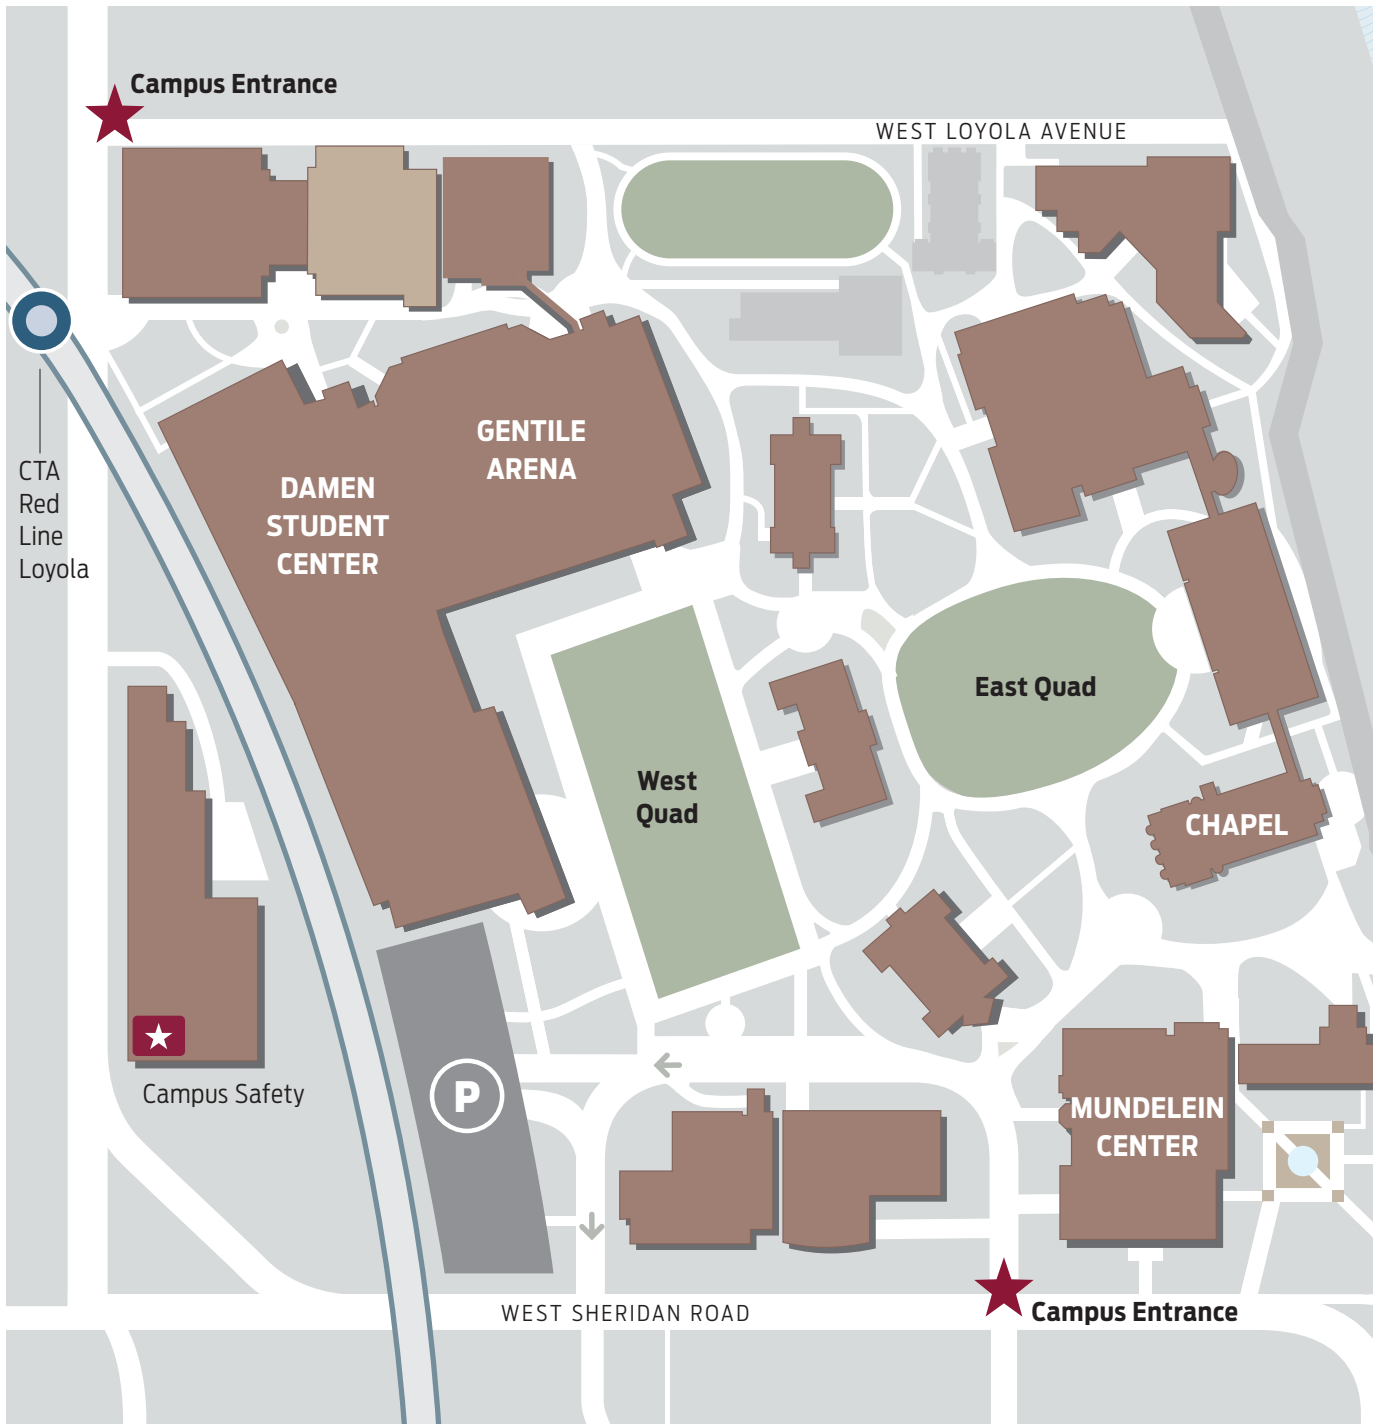 Campus Entrance
WEST LOYOLA AVENUE
GENTILE
ARENA
DAMEN
STUDENT
CENTER
CTA
Red
Line
Loyola
East Quad
West
Quad
CHAPEL
Campus Safety
P
MUNDELEIN
CENTER
WEST SHERIDAN ROAD
Campus Entrance